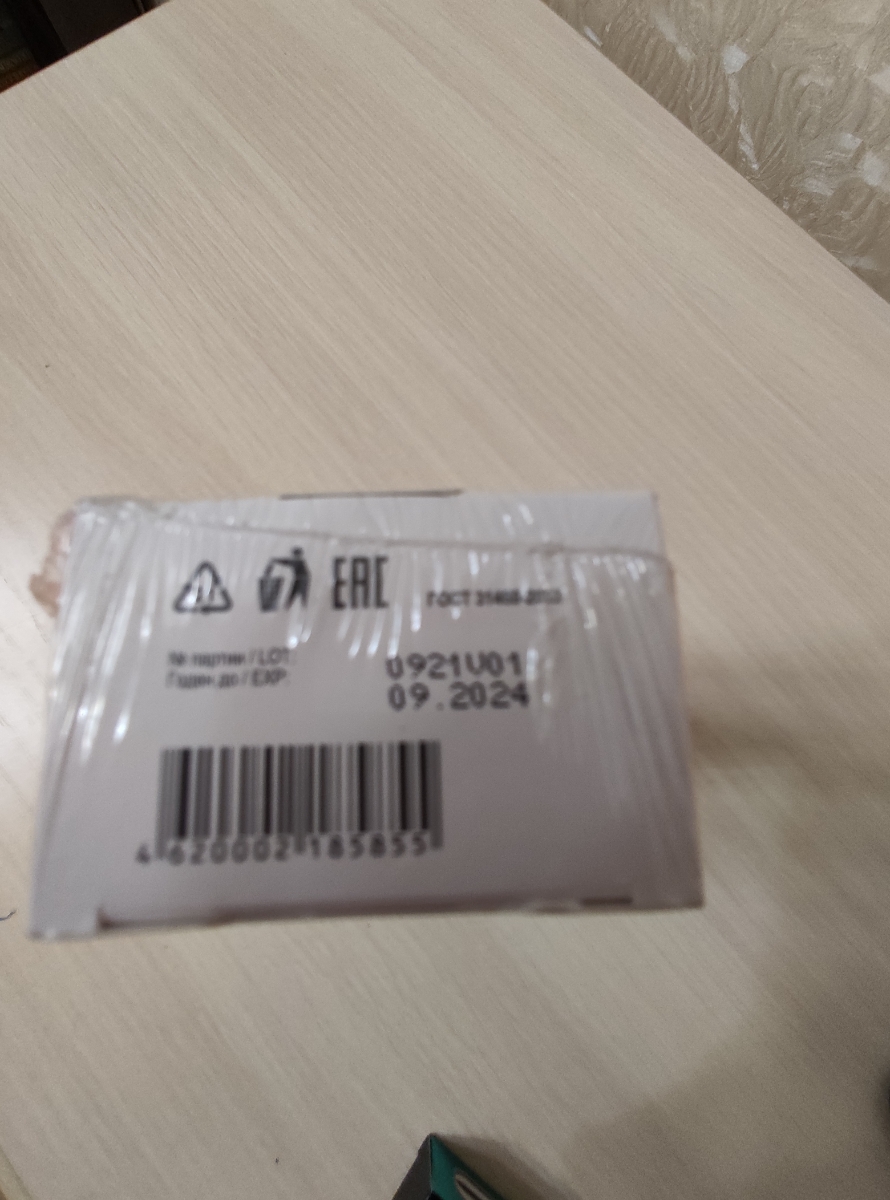 EAC ГОСТ 31460-2012
№ партии / LOT: 0921V01
Годен до / EXP: 09.2024
4 620002 185855